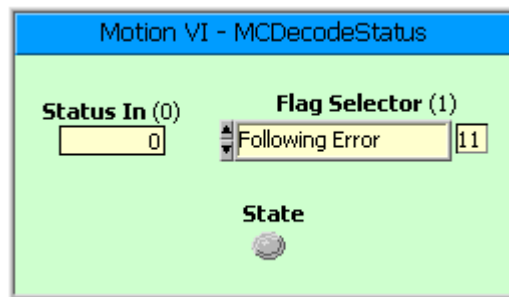 Motion VI - MCDecodeStatus
Status In (0)
Flag Selector (1)
0
Following Error
11
State